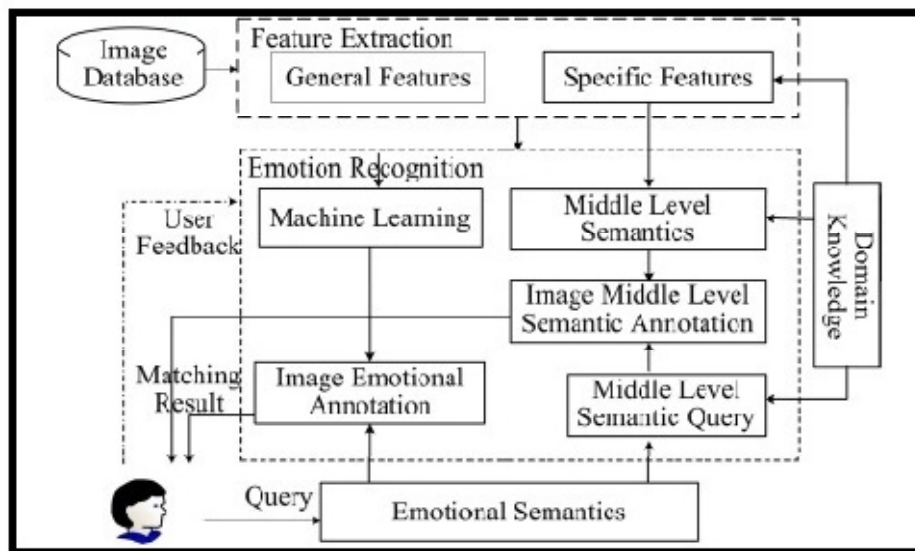 Image
Database
Feature Extraction
General Features
Specific Features
Emotion Recognition
User
Feedback
Machine Learning
Middle Level
Semantics
Domain
Knowledge
Image Middle Level
Semantic Annotation
Matching
Result
Image Emotional
Annotation
Middle Level
Semantic Query
Query
Emotional Semantics